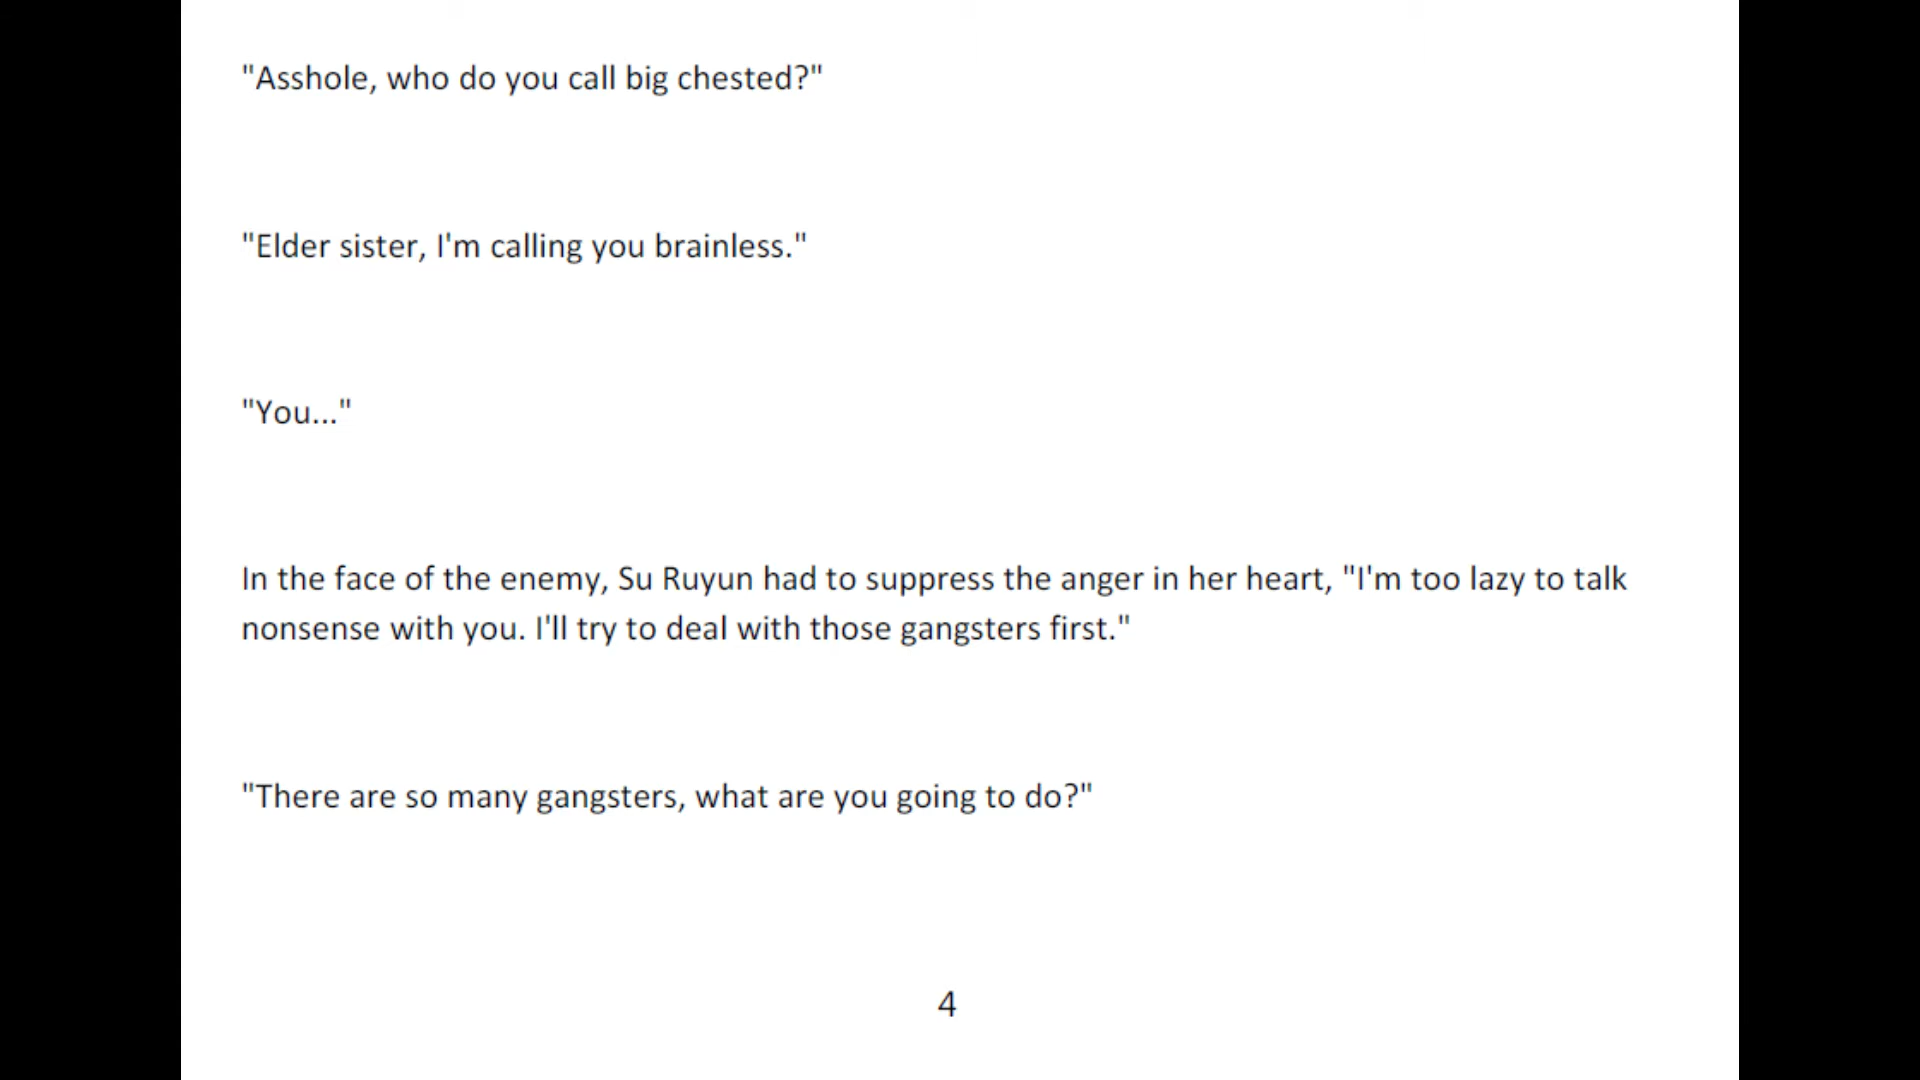 "Asshole, who do you call big chested?"
"Elder sister, I'm calling you brainless."
"You..."
In the face of the enemy, Su Ruyun had to suppress the anger in her heart, "I'm too lazy to talk
nonsense with you. I'll try to deal with those gangsters first."
"There are so many gangsters, what are you going to do?"
4